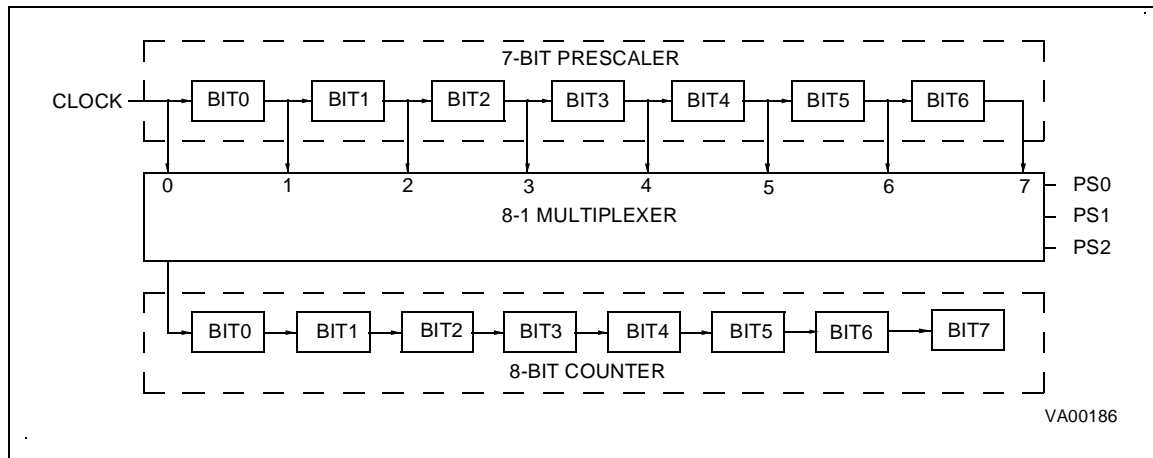 7-BIT PRESCALER
CLOCK BIT0 BIT1 BIT2 BIT3 BIT4 BIT5 BIT6
0 1 2 3 4 5 6 7 PS0
8-1 MULTIPLEXER PS1
PS2
BIT0 BIT1 BIT2 BIT3 BIT4 BIT5 BIT6 BIT7
8-BIT COUNTER
VA00186